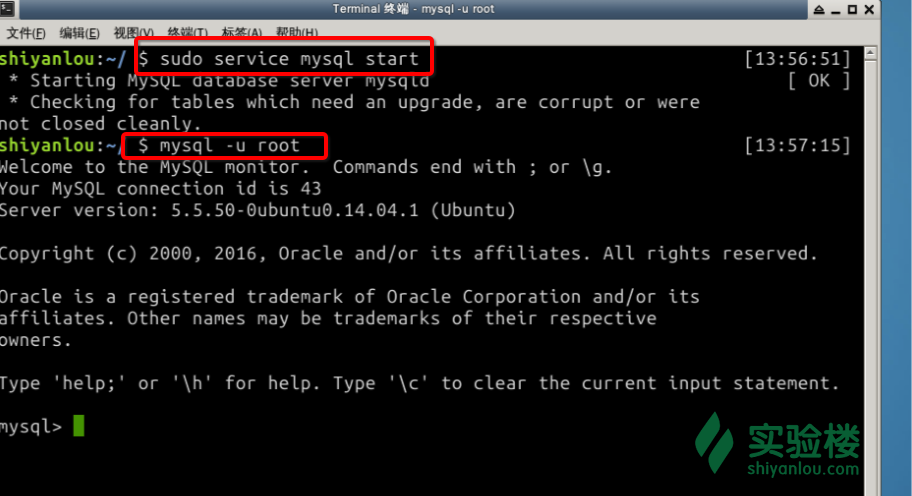 Terminal 终端 - mysql -u root
文件(F) 编辑(E) 视图(V) 终端(T) 标签(A) 帮助(H)
shiyanlou:~/ $ sudo service mysql start [13:56:51]
* Starting MySQL database server mysqld [ OK ]
* Checking for tables which need an upgrade, are corrupt or were
not closed cleanly.
shiyanlou:~/ $ mysql -u root [13:57:15]
Welcome to the MySQL monitor. Commands end with ; or \g.
Your MySQL connection id is 43
Server version: 5.5.50-0ubuntu0.14.04.1 (Ubuntu)
Copyright (c) 2000, 2016, Oracle and/or its affiliates. All rights reserved.
Oracle is a registered trademark of Oracle Corporation and/or its
affiliates. Other names may be trademarks of their respective
owners.
Type 'help;' or '\h' for help. Type '\c' to clear the current input statement.
mysql>
实验楼
shiyanlou.com